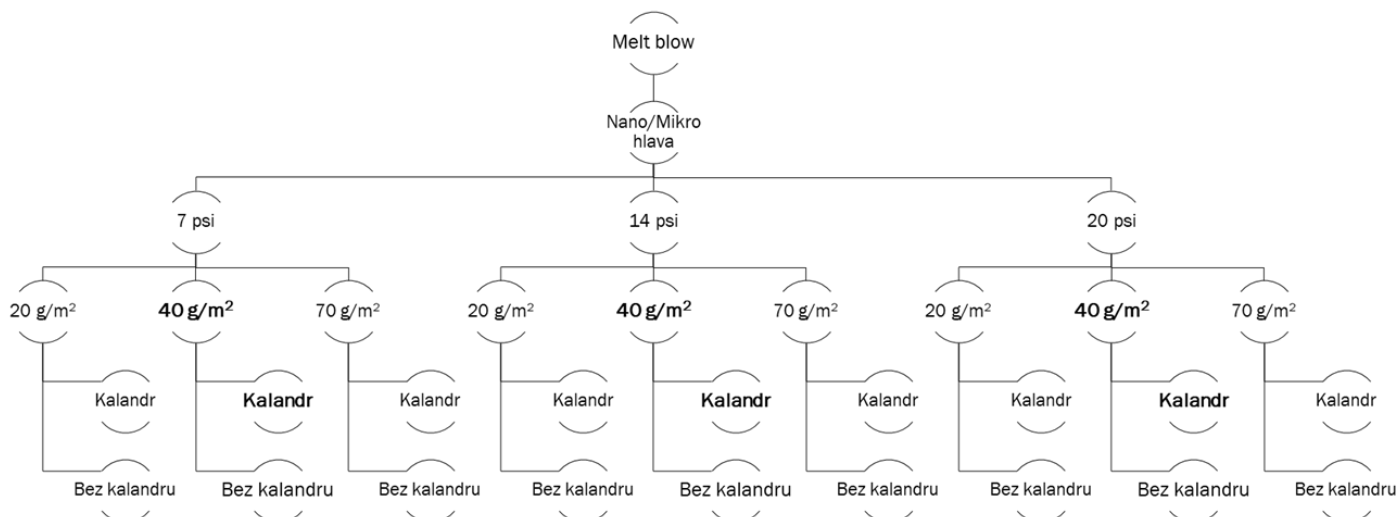 Melt blow
Nano/Mikro
hlava
7 psi
14 psi
20 psi
20 g/m²
40 g/m²
70 g/m²
20 g/m²
40 g/m²
70 g/m²
20 g/m²
40 g/m²
70 g/m²
Kalandr
Kalandr
Kalandr
Kalandr
Kalandr
Kalandr
Kalandr
Kalandr
Kalandr
Bez kalandru
Bez kalandru
Bez kalandru
Bez kalandru
Bez kalandru
Bez kalandru
Bez kalandru
Bez kalandru
Bez kalandru